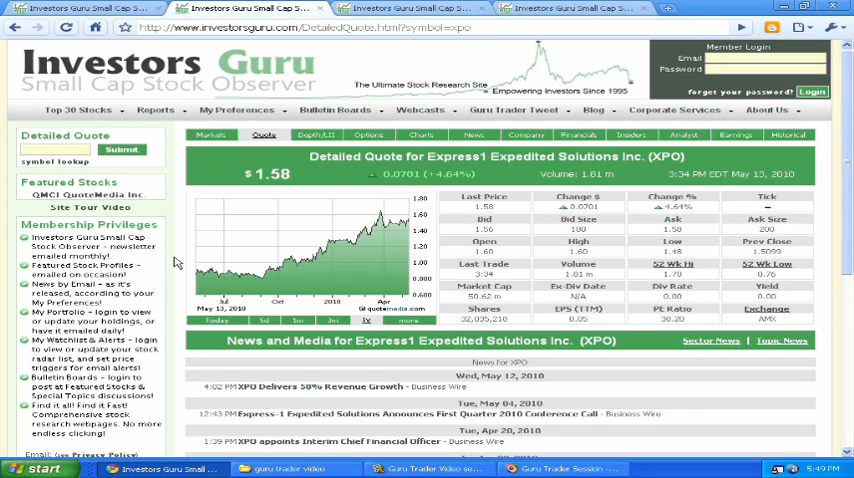 Investors Guru Small Cap S... Investors Guru Small Cap S... Investors Guru Small Cap S... Investors Guru Small Cap S...
http://www.investorsguru.com/DetailedQuote.html?symbol=xpo
Investors Guru
Small Cap Stock Observer
The Ultimate Stock Research Site
Empowering Investors Since 1995
Member Login
Email
Password
forget your password? Login
Top 30 Stocks Reports My Preferences Bulletin Boards Webcasts Guru Trader Tweet Blog Corporate Services About Us
Detailed Quote
Submit
symbol lookup
Featured Stocks
QMCI QuoteMedia Inc.
Site Tour Video
Membership Privileges
Investors Guru Small Cap
Stock Observer - newsletter
emailed monthly!
Featured Stock Profiles -
emailed on occasion!
News by Email - as it's
released, according to your
My Preferences!
My Portfolio - login to view
or update your holdings, or
have it emailed daily!
My Watchlist & Alerts - login
to view or update your stock
radar list, and set price
triggers for email alerts!
Bulletin Boards - login to
post at Featured Stocks &
Special Topics discussions!
Find it all! Find it Fast!
Comprehensive stock
research webpages. No more
endless clicking!
Email: (see Privacy Policy)
Markets Quote Depth/LII Options Charts News Company Financials Insiders Analyst Earnings Historical
Detailed Quote for Express1 Expedited Solutions Inc. (XPO)
$ 1.58 0.0701 (+4.64%) Volume: 1.81 m 3:34 PM EDT May 13, 2010
1.80
1.60
1.40
1.20
1.00
0.800
0.600
Jul Oct 2010 Apr
May 13, 2010 © quotemedia.com
Today 5d 1m 3m 1y more
Last Price Change $ Change % Tick
1.58 0.0701 4.64% –
Bid Bid Size Ask Ask Size
1.56 100 1.58 200
Open High Low Prev Close
1.60 1.60 1.48 1.5099
Last Trade Volume 52 Wk Hi 52 Wk Low
3:34 1.81 m 1.70 0.76
Market Cap Ex-Div Date Div Rate Yield
50.62 m N/A 0.00 0.00
Shares EPS (TTM) PE Ratio Exchange
32,035,210 0.05 30.20 AMX
News and Media for Express1 Expedited Solutions Inc. (XPO) Sector News | Topic News
News for XPO
Wed, May 12, 2010
4:02 PM XPO Delivers 58% Revenue Growth - Business Wire
Tue, May 04, 2010
12:43 PM Express-1 Expedited Solutions Announces First Quarter 2010 Conference Call - Business Wire
Tue, Apr 20, 2010
1:39 PM XPO appoints Interim Chief Financial Officer - Business Wire
start Investors Guru Small ... guru trader video Guru Trader Video se... Guru Trader Session -... 5:49 PM